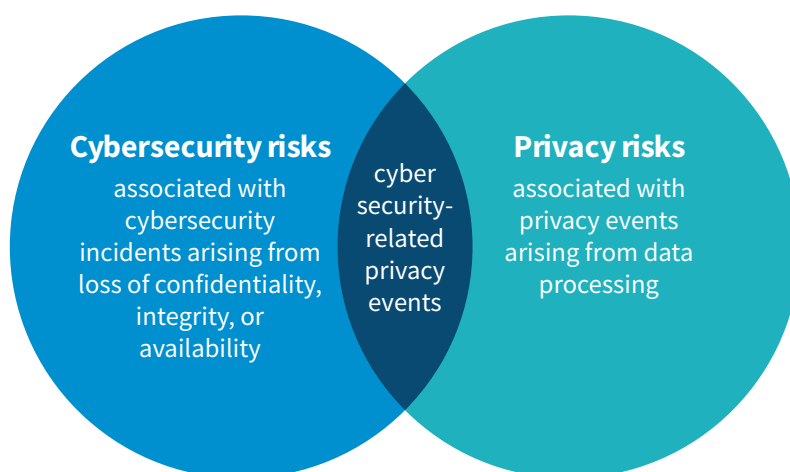 Cybersecurity risks
associated with
cybersecurity
incidents arising from
loss of confidentiality,
integrity, or
availability
cyber
security-
related
privacy
events
Privacy risks
associated with
privacy events
arising from data
processing